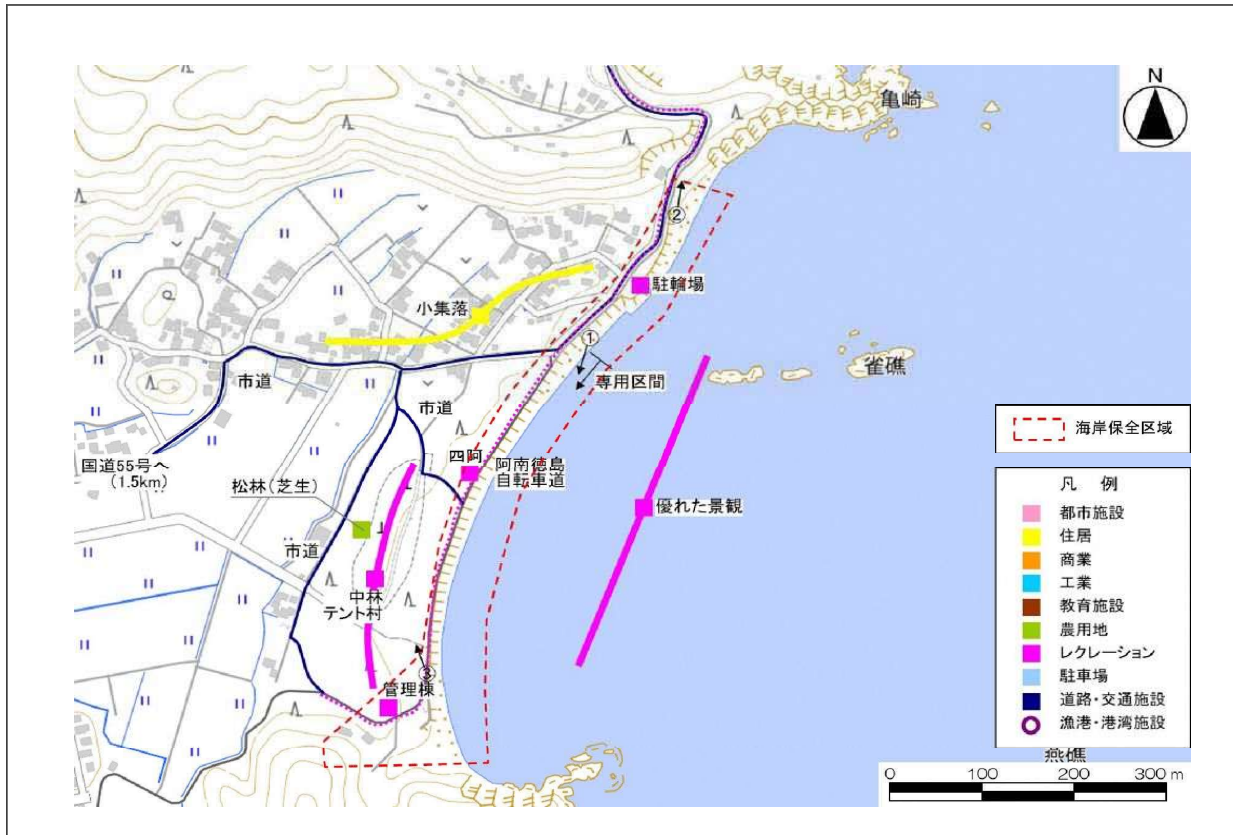 N
亀崎
②
駐輪場
小集落
①
雀礁
専用区間
市道
市道
海岸保全区域
四阿
阿南徳島
自転車道
国道55号へ
(1.5km)
松林(芝生)
優れた景観
市道
中林
テント村
③
管理棟
凡 例
都市施設
住居
商業
工業
教育施設
農用地
レクレーション
駐車場
道路・交通施設
漁港・港湾施設
燕礁
0 100 200 300 m